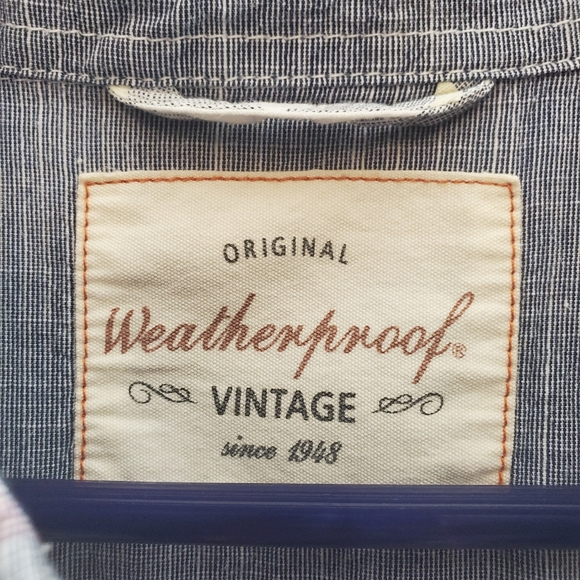 ORIGINAL
Weatherproof®
VINTAGE
since 1948